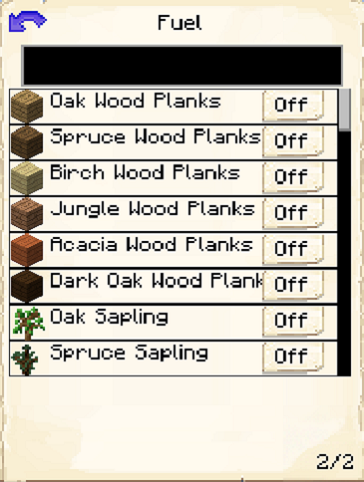 Fuel
Oak Wood Planks Off
Spruce Wood Planks Off
Birch Wood Planks Off
Jungle Wood Planks Off
Acacia Wood Planks Off
Dark Oak Wood Plank Off
Oak Sapling Off
Spruce Sapling Off
2/2